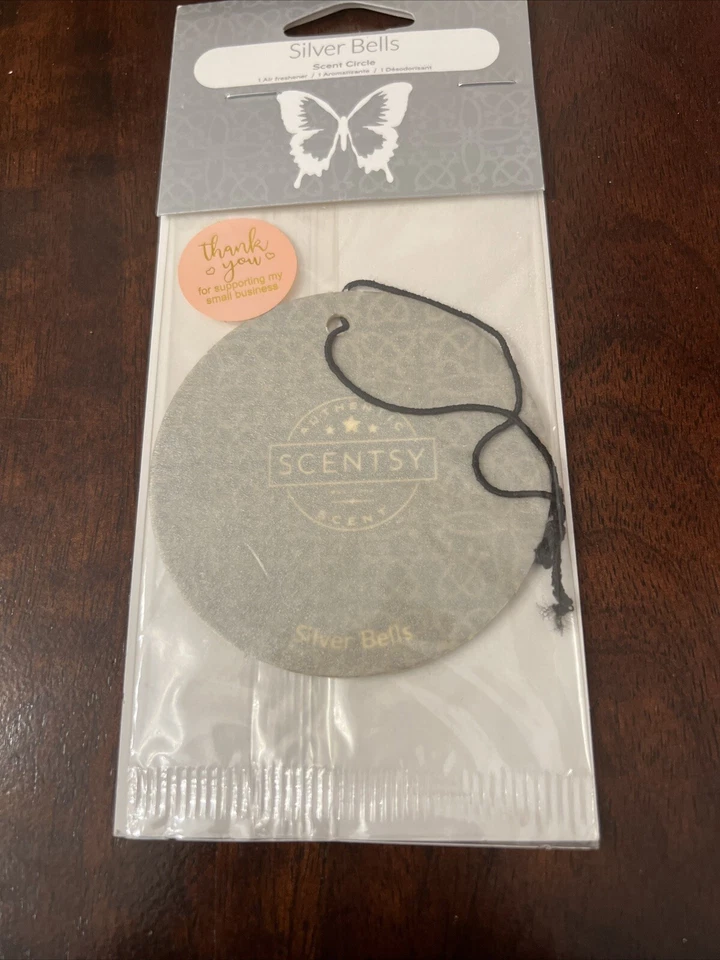 Silver Bells
Scent Circle
1 Air freshener / 1 Aromatizante / 1 Désodorisant
thank
you
for supporting my
small business
AUTHENTIC
SCENTSY
SCENT
Silver Bells